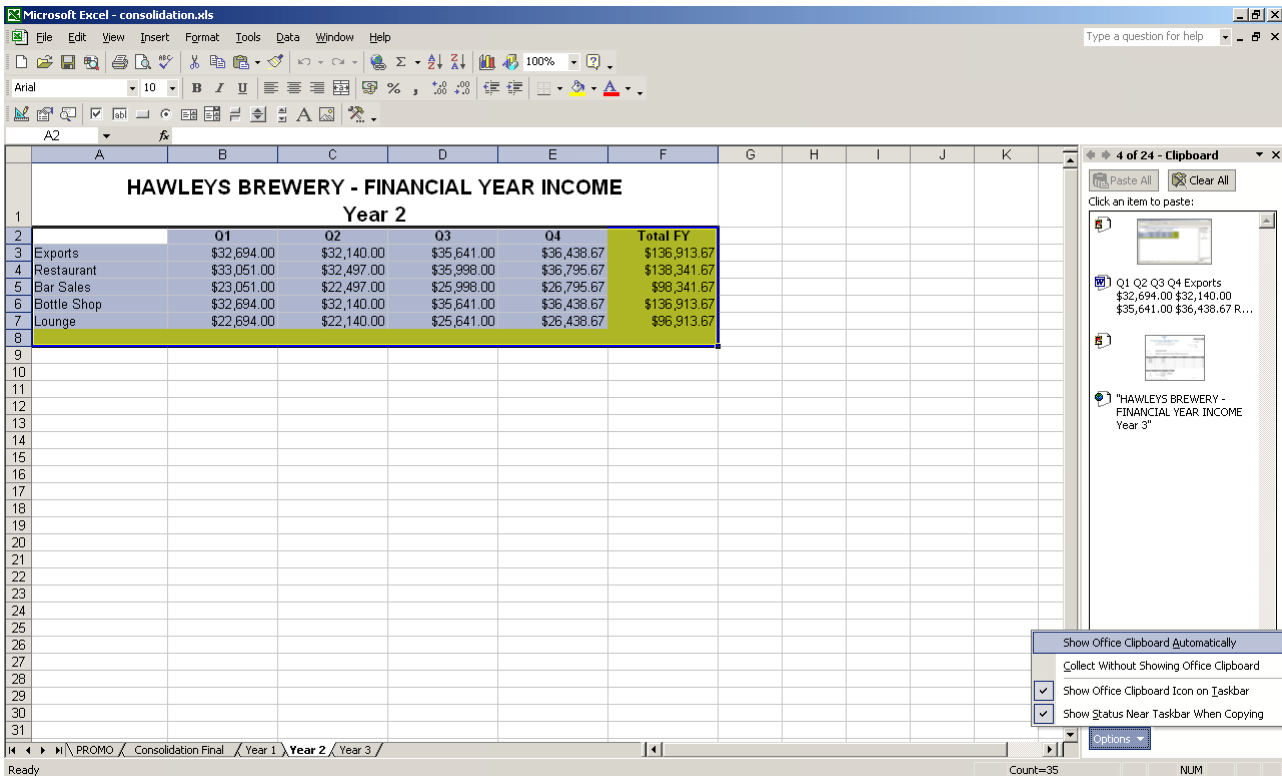 Microsoft Excel - consolidation.xls
File Edit View Insert Format Tools Data Window Help
Type a question for help
100%
Arial 10 B I U % ,
A2 fx
A B C D E F G H I J K
4 of 24 - Clipboard
Paste All Clear All
Click an item to paste:
1 HAWLEYS BREWERY - FINANCIAL YEAR INCOME
Year 2
2 Q1 Q2 Q3 Q4 Total FY
3 Exports $32,694.00 $32,140.00 $35,641.00 $36,438.67 $136,913.67
4 Restaurant $33,051.00 $32,497.00 $35,998.00 $36,795.67 $138,341.67
5 Bar Sales $23,051.00 $22,497.00 $25,998.00 $26,795.67 $98,341.67
6 Bottle Shop $32,694.00 $32,140.00 $35,641.00 $36,438.67 $136,913.67
7 Lounge $22,694.00 $22,140.00 $25,641.00 $26,438.67 $96,913.67
8
9
10
11
12
13
14
15
16
17
18
19
20
21
22
23
24
25
26
27
28
29
30
31
Q1 Q2 Q3 Q4 Exports
$32,694.00 $32,140.00
$35,641.00 $36,438.67 R...
"HAWLEYS BREWERY -
FINANCIAL YEAR INCOME
Year 3"
Show Office Clipboard Automatically
Collect Without Showing Office Clipboard
Show Office Clipboard Icon on Taskbar
Show Status Near Taskbar When Copying
Options
PROMO Consolidation Final Year 1 Year 2 Year 3
Ready Count=35 NUM